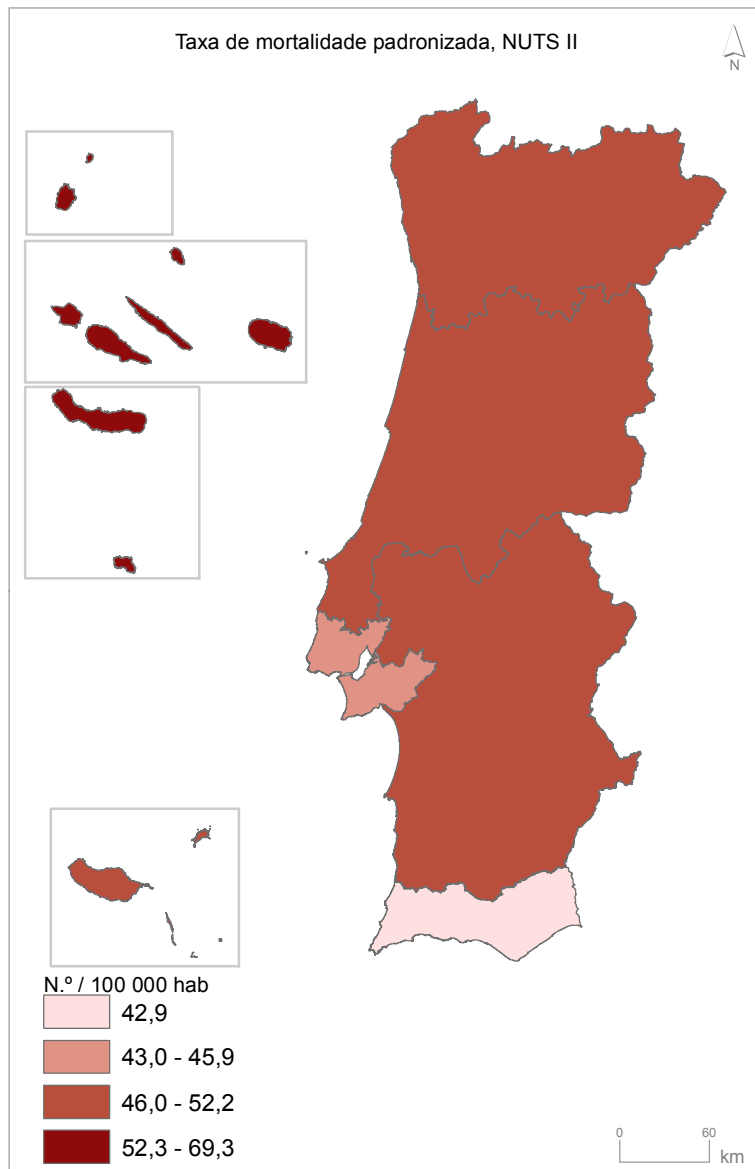 Taxa de mortalidade padronizada, NUTS II
N
N.º / 100 000 hab
42,9
43,0 - 45,9
46,0 - 52,2
52,3 - 69,3
0 60
km